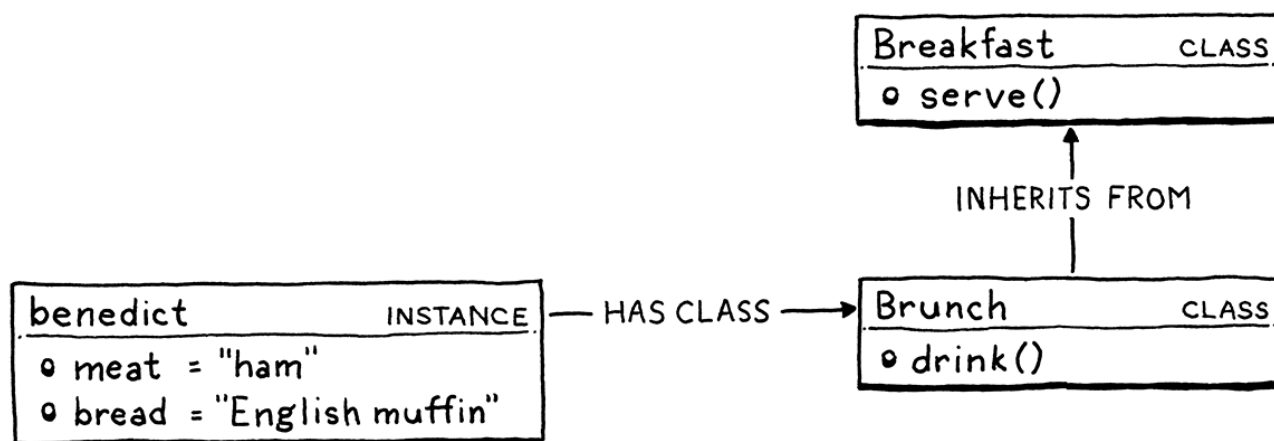 Breakfast CLASS
serve()
INHERITS FROM
benedict INSTANCE
meat = "ham"
bread = "English muffin"
HAS CLASS
Brunch CLASS
drink()